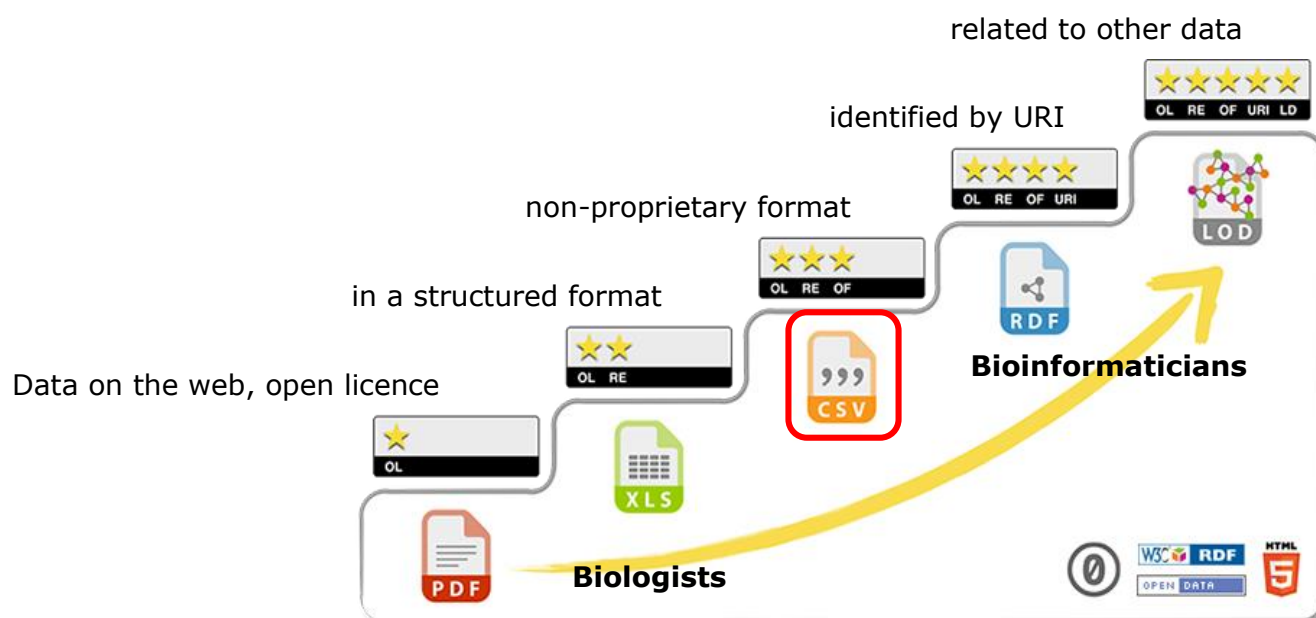 related to other data
OL RE OF URI LD
identified by URI
LOD
OL RE OF URI
non-proprietary format
RDF
OL RE OF
Bioinformaticians
in a structured format
,,,
CSV
OL RE
Data on the web, open licence
XLS
OL
PDF
Biologists
0
W3C RDF
OPEN DATA
HTML
5